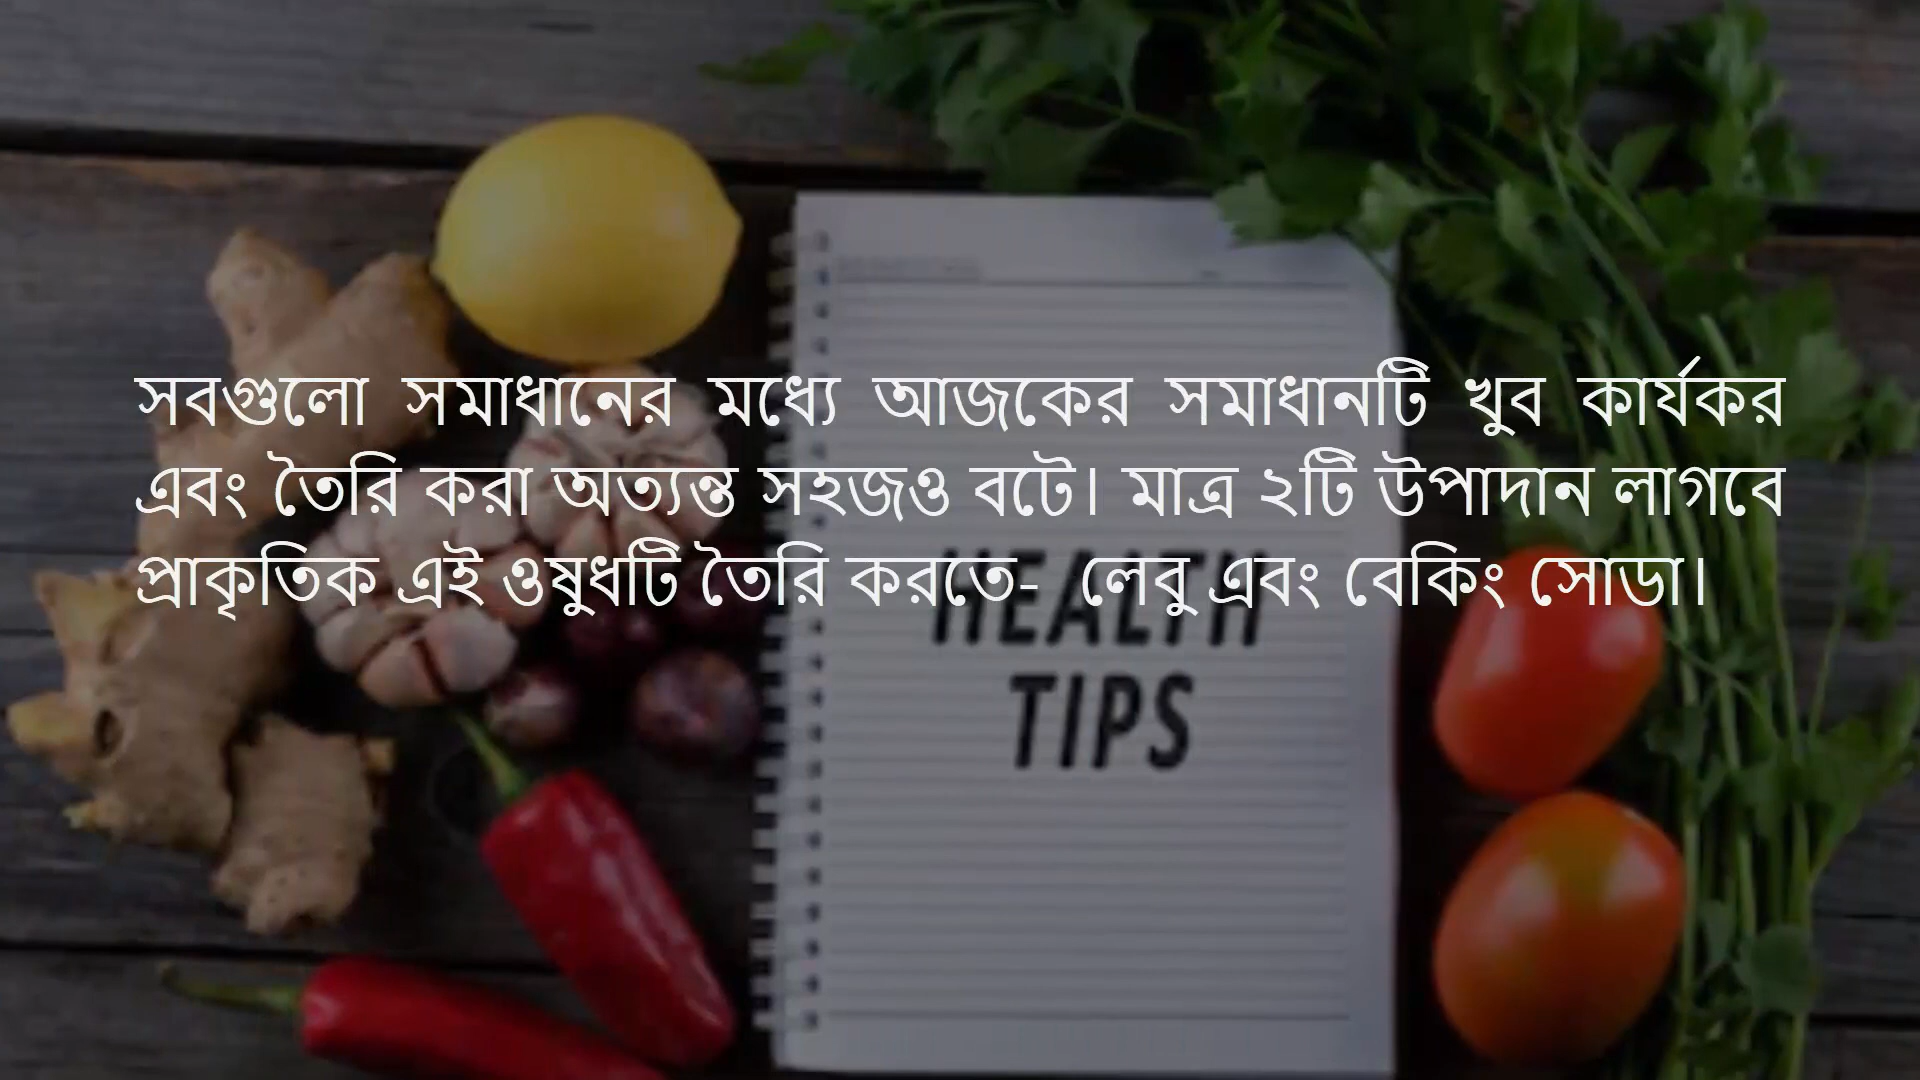 সবগুলো সমাধানের মধ্যে আজকের সমাধানটি খুব কার্যকর
এবং তৈরি করা অত্যন্ত সহজও বটে। মাত্র ২টি উপাদান লাগবে
প্রাকৃতিক এই ওষুধটি তৈরি করতে- লেবু এবং বেকিং সোডা।
HEALTH
TIPS